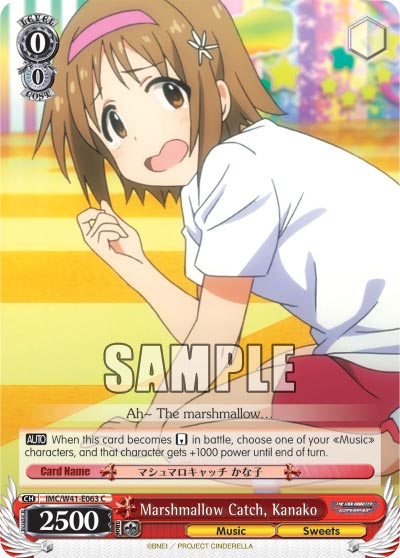 LEVEL
0
0
COST
SAMPLE
Ah~ The marshmallow…
AUTO When this card becomes in battle, choose one of your «Music»
characters, and that character gets +1000 power until end of turn.
Card Name マシュマロキャッチ かな子
CH IMC/W41-E063 C
2500 Marshmallow Catch, Kanako
Music Sweets
©BNEI / PROJECT CINDERELLA